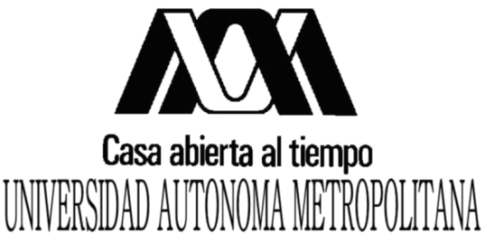 Casa abierta al tiempo
UNIVERSIDAD AUTONOMA METROPOLITANA